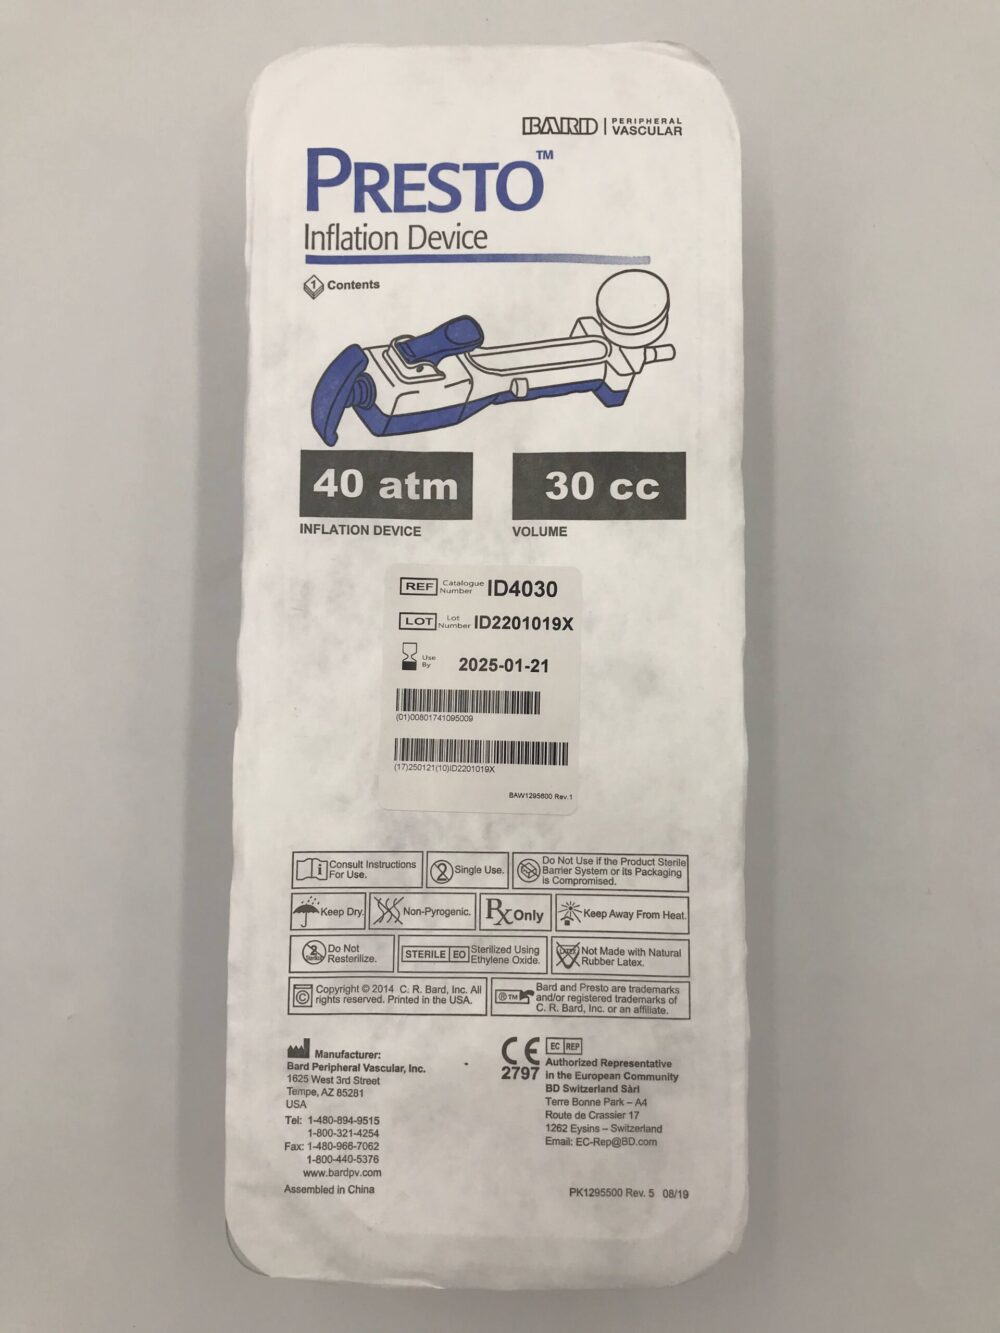 BARD | PERIPHERAL VASCULAR
PRESTO™
Inflation Device
1 Contents
40 atm
INFLATION DEVICE
30 cc
VOLUME
REF Catalogue Number ID4030
LOT Lot Number ID2201019X
Use By 2025-01-21
(01)00801741095009
(17)250121(10)ID2201019X
BAW1295600 Rev.1
Consult Instructions For Use.
2 Single Use.
Do Not Use if the Product Sterile Barrier System or its Packaging is Compromised.
Keep Dry.
Non-Pyrogenic.
Rx Only
Keep Away From Heat.
Do Not Resterilize.
STERILE EO Sterilized Using Ethylene Oxide.
Not Made with Natural Rubber Latex.
© Copyright © 2014 C. R. Bard, Inc. All rights reserved. Printed in the USA.
® TM Bard and Presto are trademarks and/or registered trademarks of C. R. Bard, Inc. or an affiliate.
Manufacturer:
Bard Peripheral Vascular, Inc.
1625 West 3rd Street
Tempe, AZ 85281
USA
Tel: 1-480-894-9515
1-800-321-4254
Fax: 1-480-966-7062
1-800-440-5376
www.bardpv.com
Assembled in China
CE
2797
EC REP
Authorized Representative
in the European Community
BD Switzerland Sàrl
Terre Bonne Park – A4
Route de Crassier 17
1262 Eysins – Switzerland
Email: EC-Rep@BD.com
PK1295500 Rev. 5 08/19